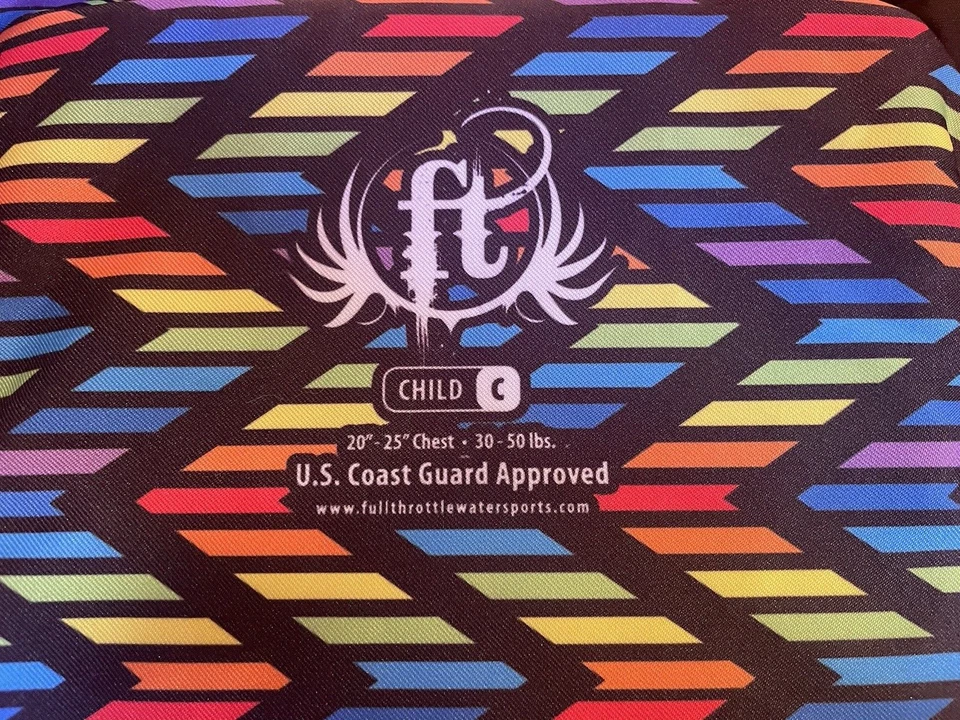 ft
CHILD C
20"- 25" Chest • 30 - 50 lbs.
U.S. Coast Guard Approved
www.fullthrottlewatersports.com